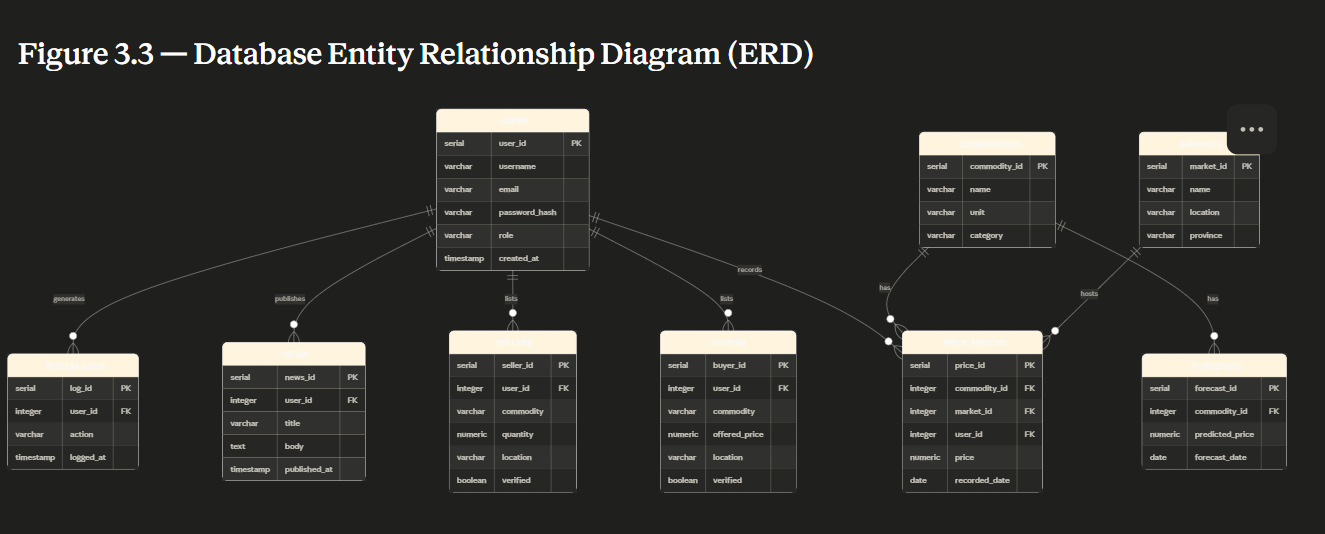 Figure 3.3 — Database Entity Relationship Diagram (ERD)
serial user_id PK
varchar username
varchar email
varchar password_hash
varchar role
timestamp created_at
serial commodity_id PK
varchar name
varchar unit
varchar category
serial market_id PK
varchar name
varchar location
varchar province
generates
publishes
lists
lists
records
has
hosts
has
serial log_id PK
integer user_id FK
varchar action
timestamp logged_at
serial news_id PK
integer user_id FK
varchar title
text body
timestamp published_at
serial seller_id PK
integer user_id FK
varchar commodity
numeric quantity
varchar location
boolean verified
serial buyer_id PK
integer user_id FK
varchar commodity
numeric offered_price
varchar location
boolean verified
serial price_id PK
integer commodity_id FK
integer market_id FK
integer user_id FK
numeric price
date recorded_date
serial forecast_id PK
integer commodity_id FK
numeric predicted_price
date forecast_date